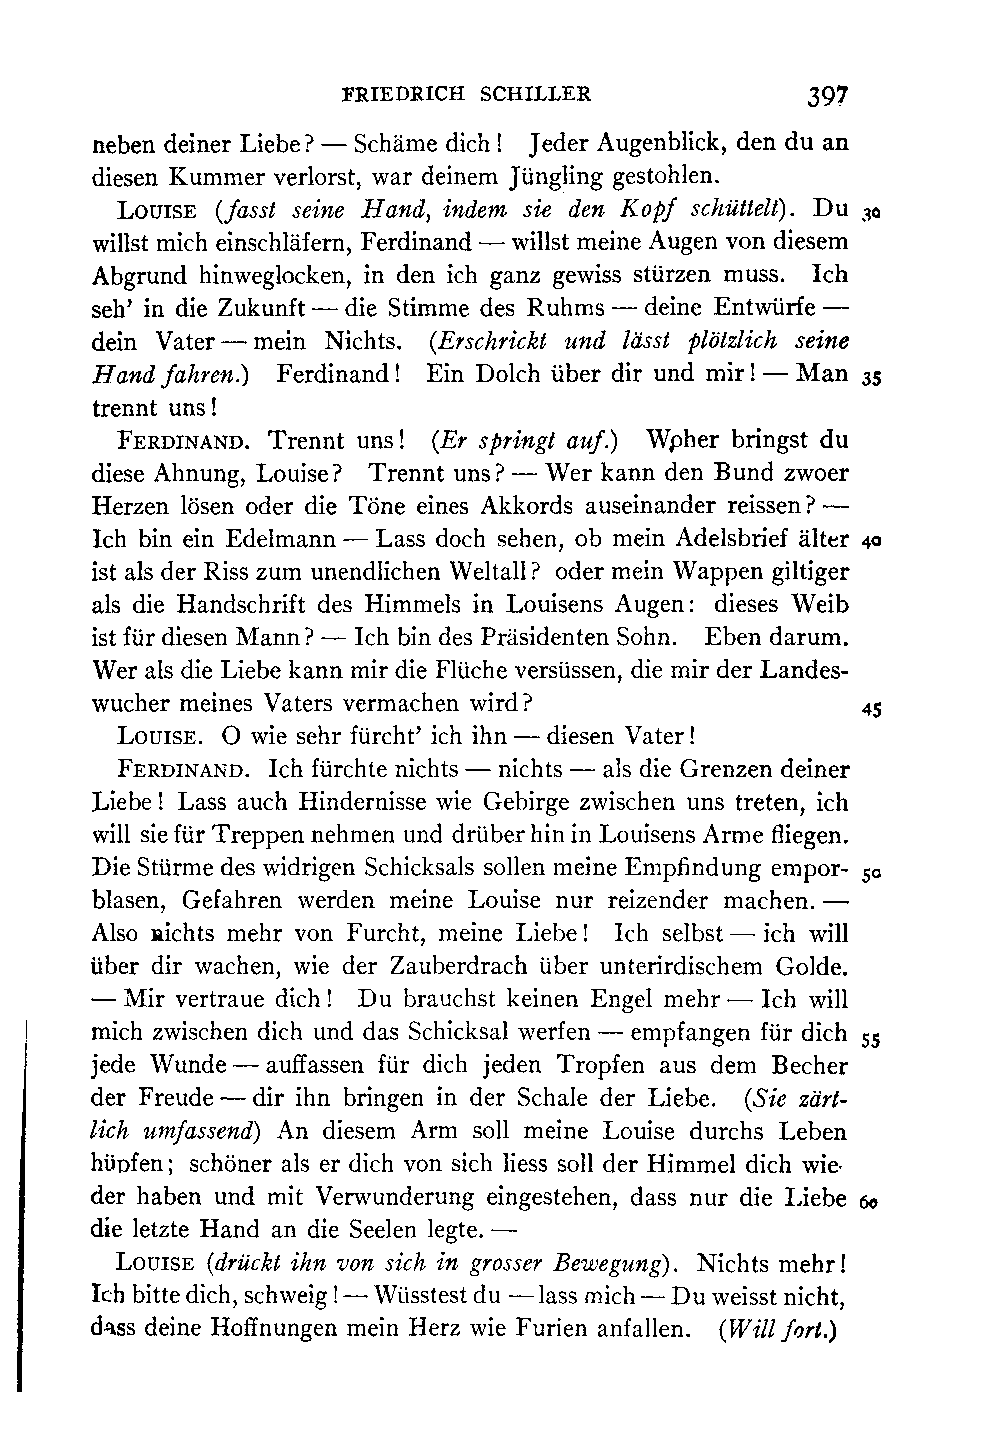 FRIEDRICH SCHILLER 397
neben deiner Liebe? — Schäme dich! Jeder Augenblick, den du an
diesen Kummer verlorst, war deinem Jüngling gestohlen.
LOUISE (fasst seine Hand, indem sie den Kopf schüttelt). Du 30
willst mich einschläfern, Ferdinand — willst meine Augen von diesem
Abgrund hinweglocken, in den ich ganz gewiss stürzen muss. Ich
seh' in die Zukunft — die Stimme des Ruhms — deine Entwürfe —
dein Vater — mein Nichts. (Erschrickt und lässt plötzlich seine
Hand fahren.) Ferdinand! Ein Dolch über dir und mir! — Man 35
trennt uns!
FERDINAND. Trennt uns! (Er springt auf.) Woher bringst du
diese Ahnung, Louise? Trennt uns? — Wer kann den Bund zwoer
Herzen lösen oder die Töne eines Akkords auseinander reissen? —
Ich bin ein Edelmann — Lass doch sehen, ob mein Adelsbrief älter 40
ist als der Riss zum unendlichen Weltall? oder mein Wappen giltiger
als die Handschrift des Himmels in Louisens Augen: dieses Weib
ist für diesen Mann? — Ich bin des Präsidenten Sohn. Eben darum.
Wer als die Liebe kann mir die Flüche versüssen, die mir der Landes-
wucher meines Vaters vermachen wird? 45
LOUISE. O wie sehr fürcht' ich ihn — diesen Vater!
FERDINAND. Ich fürchte nichts — nichts — als die Grenzen deiner
Liebe! Lass auch Hindernisse wie Gebirge zwischen uns treten, ich
will sie für Treppen nehmen und drüber hin in Louisens Arme fliegen.
Die Stürme des widrigen Schicksals sollen meine Empfindung empor- 50
blasen, Gefahren werden meine Louise nur reizender machen. —
Also nichts mehr von Furcht, meine Liebe! Ich selbst — ich will
über dir wachen, wie der Zauberdrach über unterirdischem Golde.
— Mir vertraue dich! Du brauchst keinen Engel mehr — Ich will
mich zwischen dich und das Schicksal werfen — empfangen für dich 55
jede Wunde — auffassen für dich jeden Tropfen aus dem Becher
der Freude — dir ihn bringen in der Schale der Liebe. (Sie zärt-
lich umfassend) An diesem Arm soll meine Louise durchs Leben
hüpfen; schöner als er dich von sich liess soll der Himmel dich wie-
der haben und mit Verwunderung eingestehen, dass nur die Liebe 60
die letzte Hand an die Seelen legte. —
LOUISE (drückt ihn von sich in grosser Bewegung). Nichts mehr!
Ich bitte dich, schweig! — Wüsstest du — lass mich — Du weisst nicht,
dass deine Hoffnungen mein Herz wie Furien anfallen. (Will fort.)